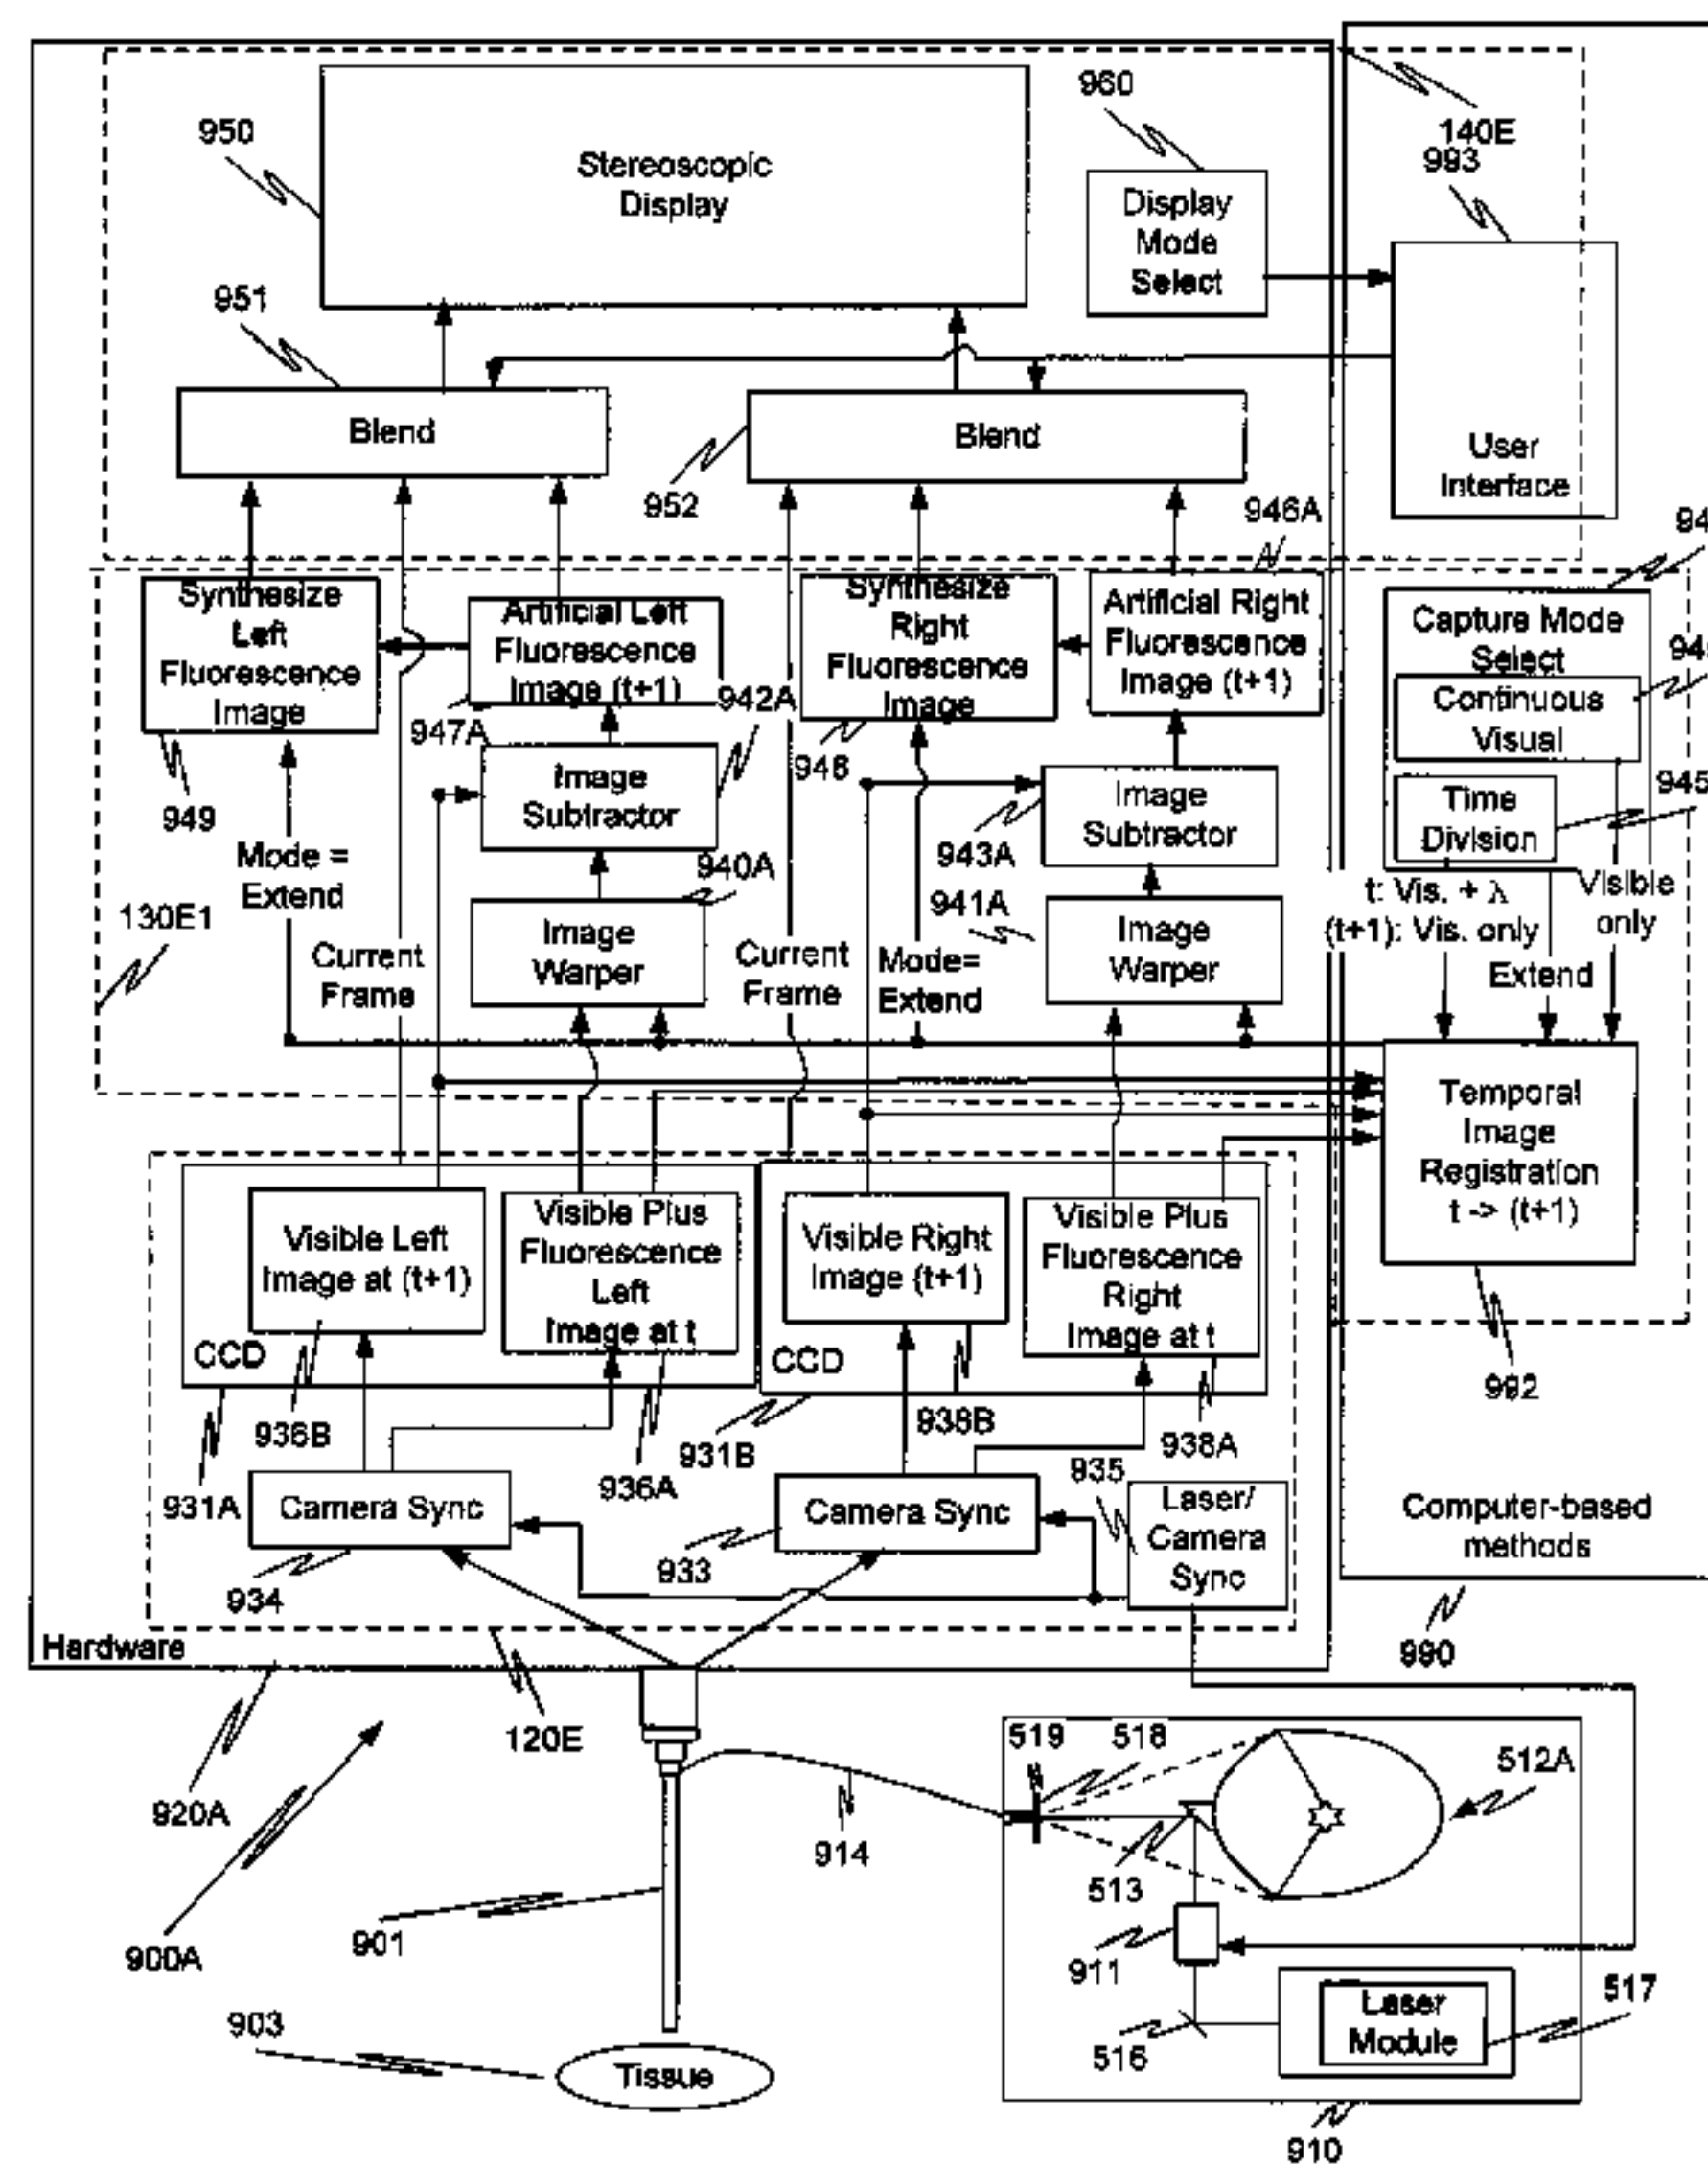 960
140E
993
950
Stereoscopic
Display
Display
Mode
Select
951
Blend
952
Blend
User
Interface
946A
Synthesize
Left
Fluorescence
Image
Artificial Left
Fluorescence
Image (t+1)
Synthesize
Right
Fluorescence
Image
Artificial Right
Fluorescence
Image (t+1)
Capture Mode
Select
Continuous
Visual
945
Time
Division
947A
942A
949
Image
Subtractor
948
Image
Subtractor
943A
Mode =
Extend
940A
941A
t: Vis. + λ
(t+1): Vis. only
Visible
only
Extend
130E1
Current
Frame
Image
Warper
Current
Frame
Mode=
Extend
Image
Warper
Temporal
Image
Registration
t -> (t+1)
992
Visible Left
Image at (t+1)
Visible Plus
Fluorescence
Left
Image at t
CCD
Visible Right
Image (t+1)
Visible Plus
Fluorescence
Right
Image at t
CCD
931A
936B
936A
931B
938B
938A
935
Camera Sync
934
Camera Sync
933
Laser/
Camera
Sync
Computer-based
methods
990
Hardware
920A
120E
900A
901
914
519
518
512A
513
911
516
Laser
Module
517
903
Tissue
910